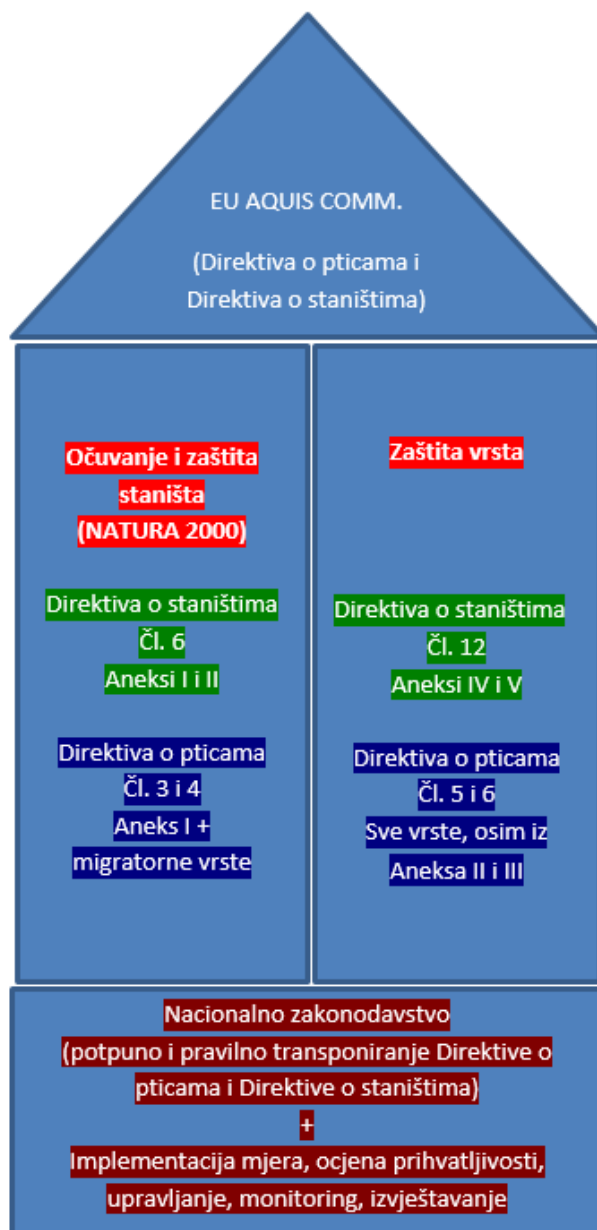 EU AQUIS COMM.
(Direktiva o pticama i
Direktiva o staništima)
Očuvanje i zaštita
staništa
(NATURA 2000)
Direktiva o staništima
Čl. 6
Aneksi I i II
Direktiva o pticama
Čl. 3 i 4
Aneks I +
migratorne vrste
Zaštita vrsta
Direktiva o staništima
Čl. 12
Aneksi IV i V
Direktiva o pticama
Čl. 5 i 6
Sve vrste, osim iz
Aneksa II i III
Nacionalno zakonodavstvo
(potpuno i pravilno transponiranje Direktive o
pticama i Direktive o staništima)
+
Implementacija mjera, ocjena prihvatljivosti,
upravljanje, monitoring, izvještavanje